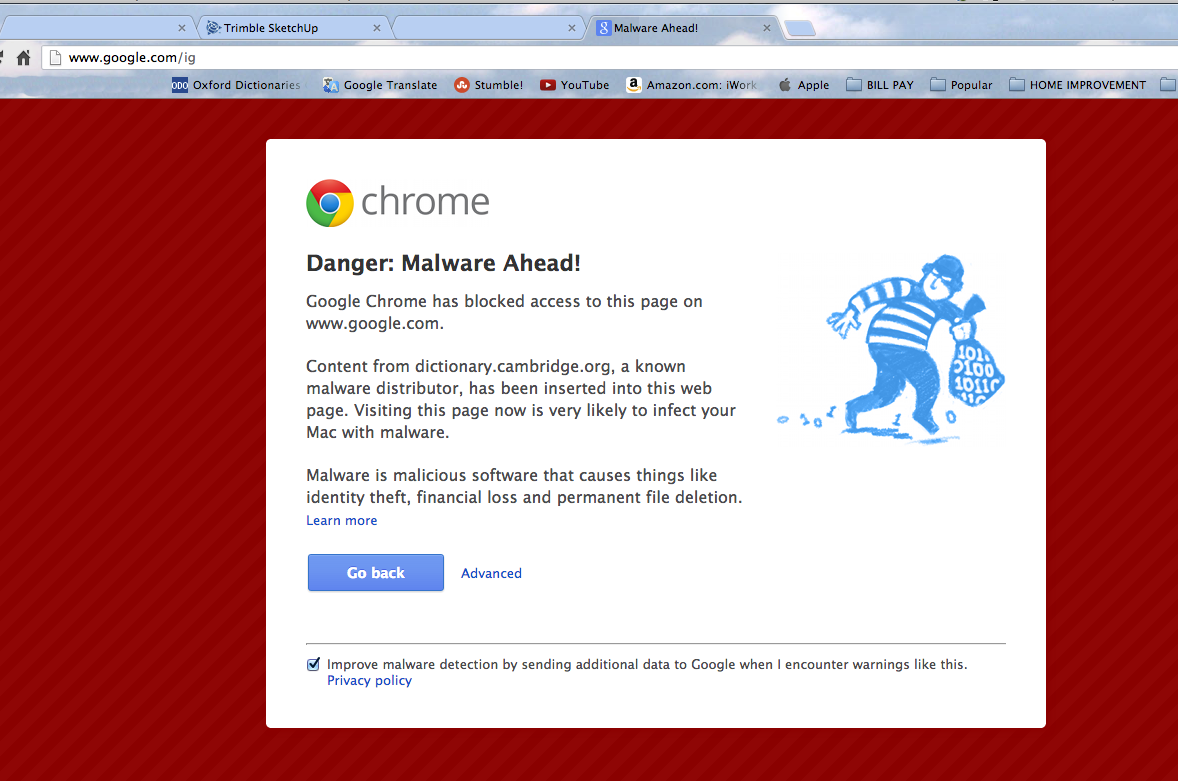 Trimble SketchUp
Malware Ahead!
www.google.com/ig
ODO Oxford Dictionaries
Google Translate
Stumble!
YouTube
Amazon.com: iWork
Apple
BILL PAY
Popular
HOME IMPROVEMENT
chrome
Danger: Malware Ahead!
Google Chrome has blocked access to this page on
www.google.com.
Content from dictionary.cambridge.org, a known
malware distributor, has been inserted into this web
page. Visiting this page now is very likely to infect your
Mac with malware.
Malware is malicious software that causes things like
identity theft, financial loss and permanent file deletion.
Learn more
Go back
Advanced
Improve malware detection by sending additional data to Google when I encounter warnings like this.
Privacy policy